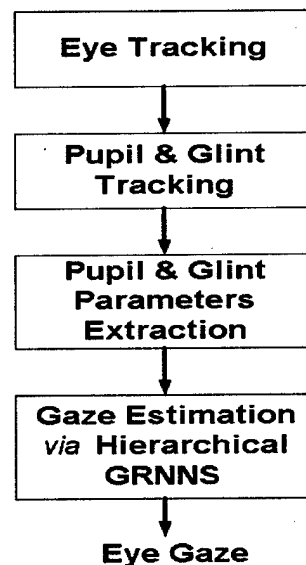 Eye Tracking
Pupil & Glint
Tracking
Pupil & Glint
Parameters
Extraction
Gaze Estimation
via Hierarchical
GRNNS
Eye Gaze